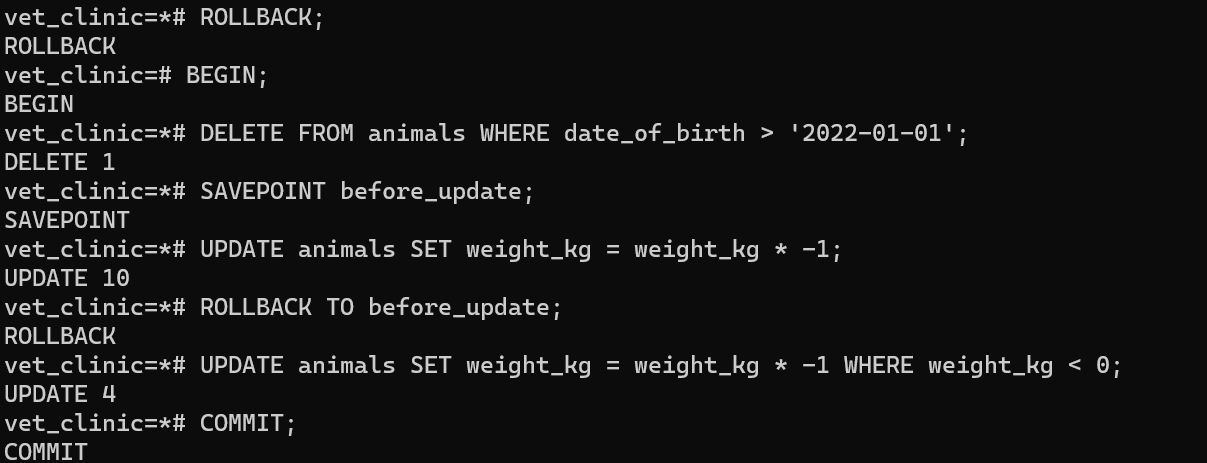 vet_clinic=*# ROLLBACK;
ROLLBACK
vet_clinic=# BEGIN;
BEGIN
vet_clinic=*# DELETE FROM animals WHERE date_of_birth > '2022-01-01';
DELETE 1
vet_clinic=*# SAVEPOINT before_update;
SAVEPOINT
vet_clinic=*# UPDATE animals SET weight_kg = weight_kg * -1;
UPDATE 10
vet_clinic=*# ROLLBACK TO before_update;
ROLLBACK
vet_clinic=*# UPDATE animals SET weight_kg = weight_kg * -1 WHERE weight_kg < 0;
UPDATE 4
vet_clinic=*# COMMIT;
COMMIT